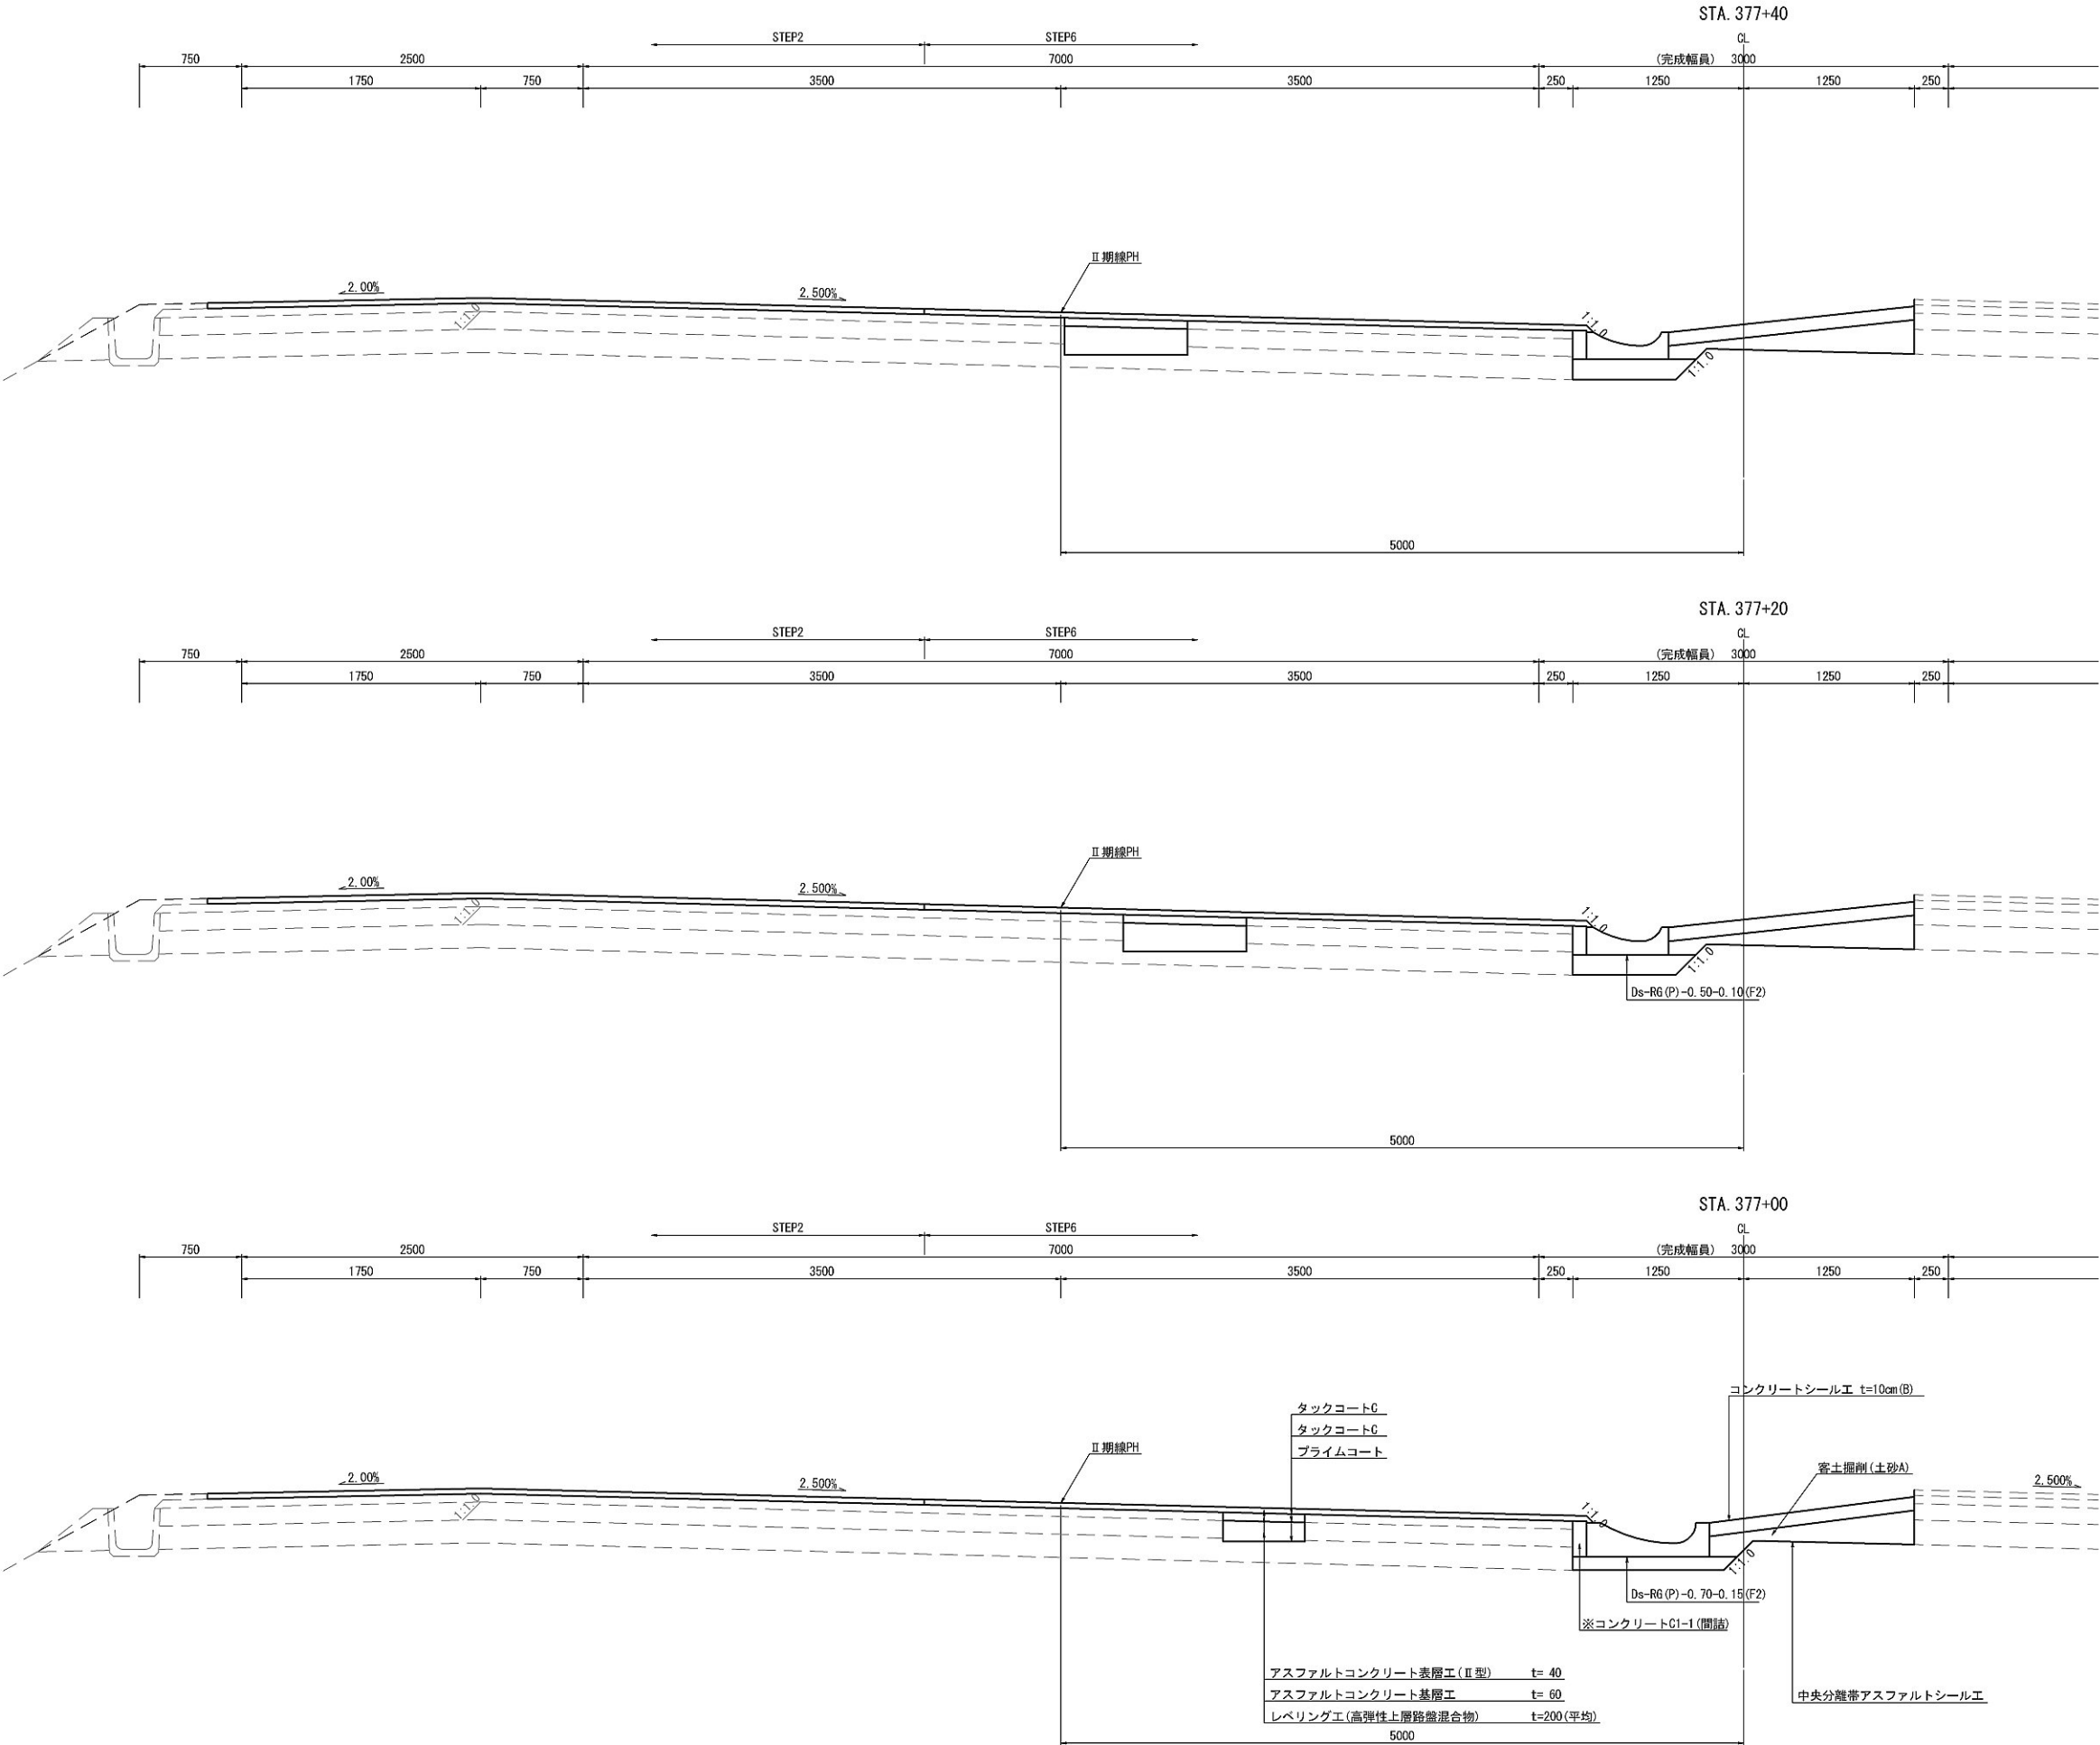 STA. 377+40
STEP2 STEP6 CL
750 2500 7000 (完成幅員) 3000
1750 750 3500 3500 250 1250 1250 250
Ⅱ期線PH
2.00% 2.500%
1:1.0 1:1.0
1:1.0
5000
STA. 377+20
STEP2 STEP6 CL
750 2500 7000 (完成幅員) 3000
1750 750 3500 3500 250 1250 1250 250
Ⅱ期線PH
2.00% 2.500%
1:1.0 1:1.0
1:1.0
Ds-RG(P)-0.50-0.10(F2)
5000
STA. 377+00
STEP2 STEP6 CL
750 2500 7000 (完成幅員) 3000
1750 750 3500 3500 250 1250 1250 250
コンクリートシール工 t=10cm(B)
タックコートG
タックコートG
プライムコート
Ⅱ期線PH
客土掘削(土砂A)
2.00% 2.500% 2.500%
1:1.0 1:1.0
1:1.0
Ds-RG(P)-0.70-0.15(F2)
※コンクリートC1-1(間詰)
アスファルトコンクリート表層工(Ⅱ型) t= 40
アスファルトコンクリート基層工 t= 60
中央分離帯アスファルトシール工
レベリング工(高弾性上層路盤混合物) t=200(平均)
5000